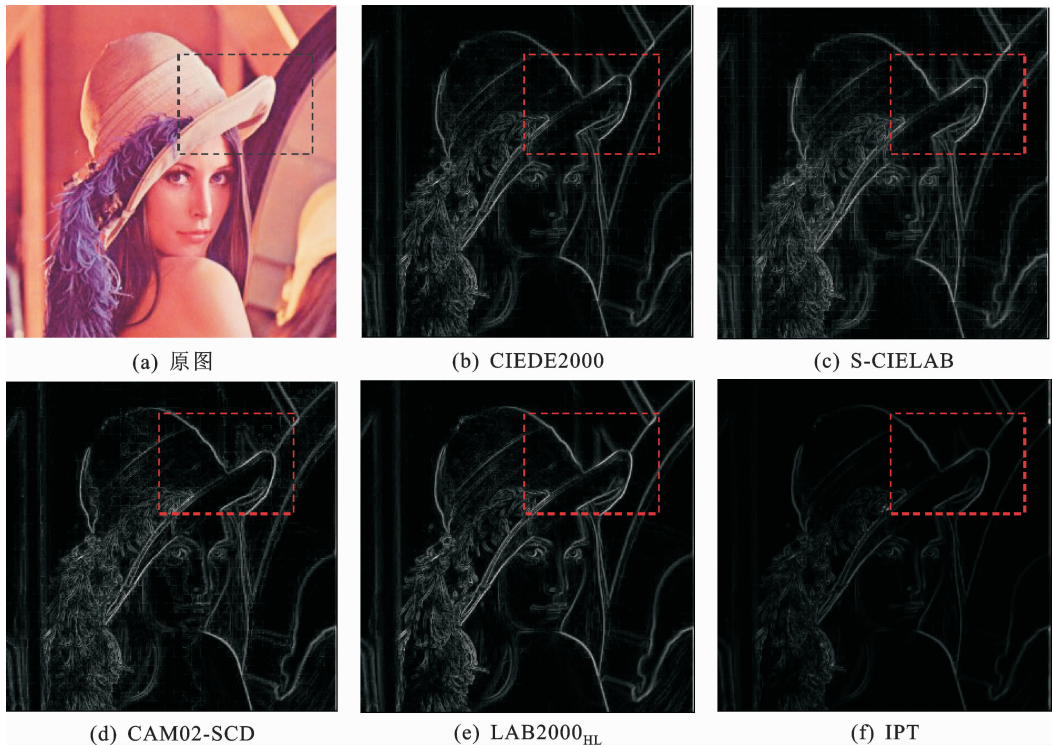 (a) 原图
(b) CIEDE2000
(c) S-CIELAB
(d) CAM02-SCD
(e) LAB2000HL
(f) IPT